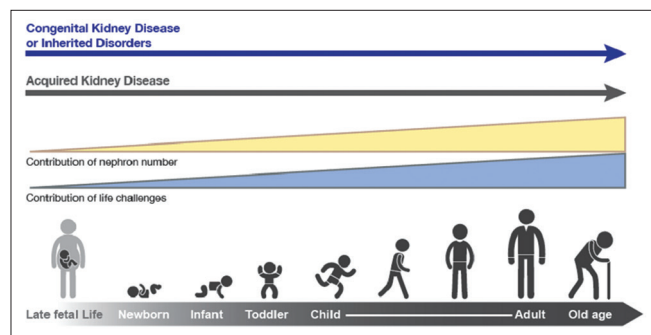 Congenital Kidney Disease
or Inherited Disorders
Acquired Kidney Disease
Contribution of nephron number
Contribution of life challenges
Late fetal Life Newborn Infant Toddler Child Adult Old age